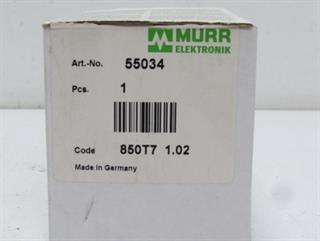 MURR
ELEKTRONIK
Art.-No. 55034
Pcs. 1
Code 850T7 1.02
Made in Germany